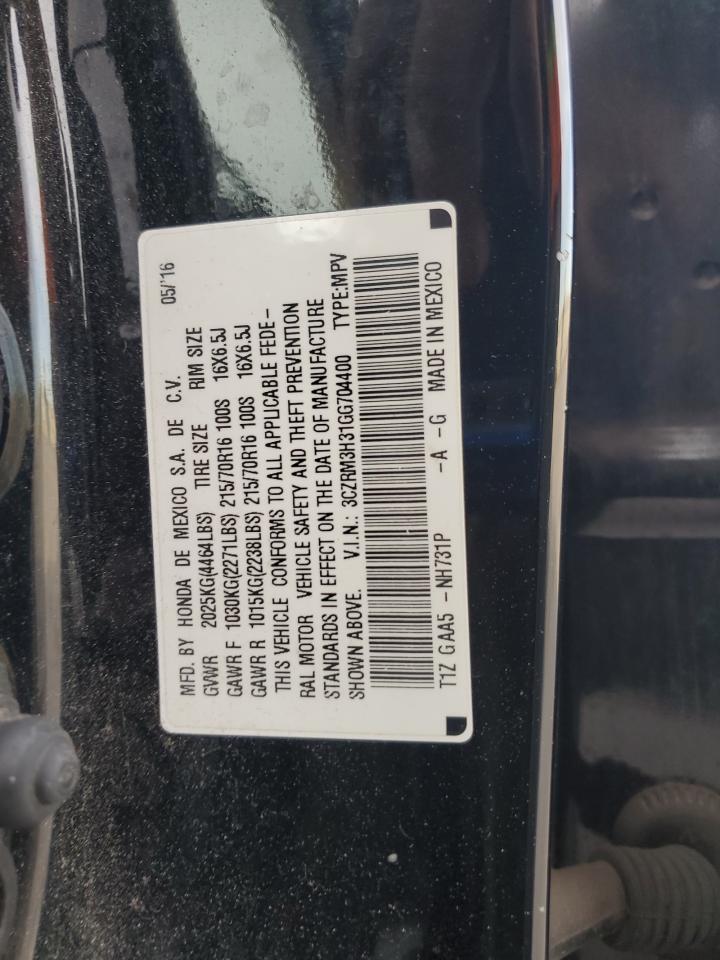 MFD. BY HONDA DE MEXICO S.A. DE C.V. 05/'16
GVWR 2025KG(4464LBS) TIRE SIZE RIM SIZE
GAWR F 1030KG(2271LBS) 215/70R16 100S 16X6.5J
GAWR R 1015KG(2238LBS) 215/70R16 100S 16X6.5J
THIS VEHICLE CONFORMS TO ALL APPLICABLE FEDE-
RAL MOTOR VEHICLE SAFETY AND THEFT PREVENTION
STANDARDS IN EFFECT ON THE DATE OF MANUFACTURE
SHOWN ABOVE. V.I.N.: 3CZRM3H31GG704400 TYPE:MPV
T1Z GAA5 -NH731P -A -G MADE IN MEXICO